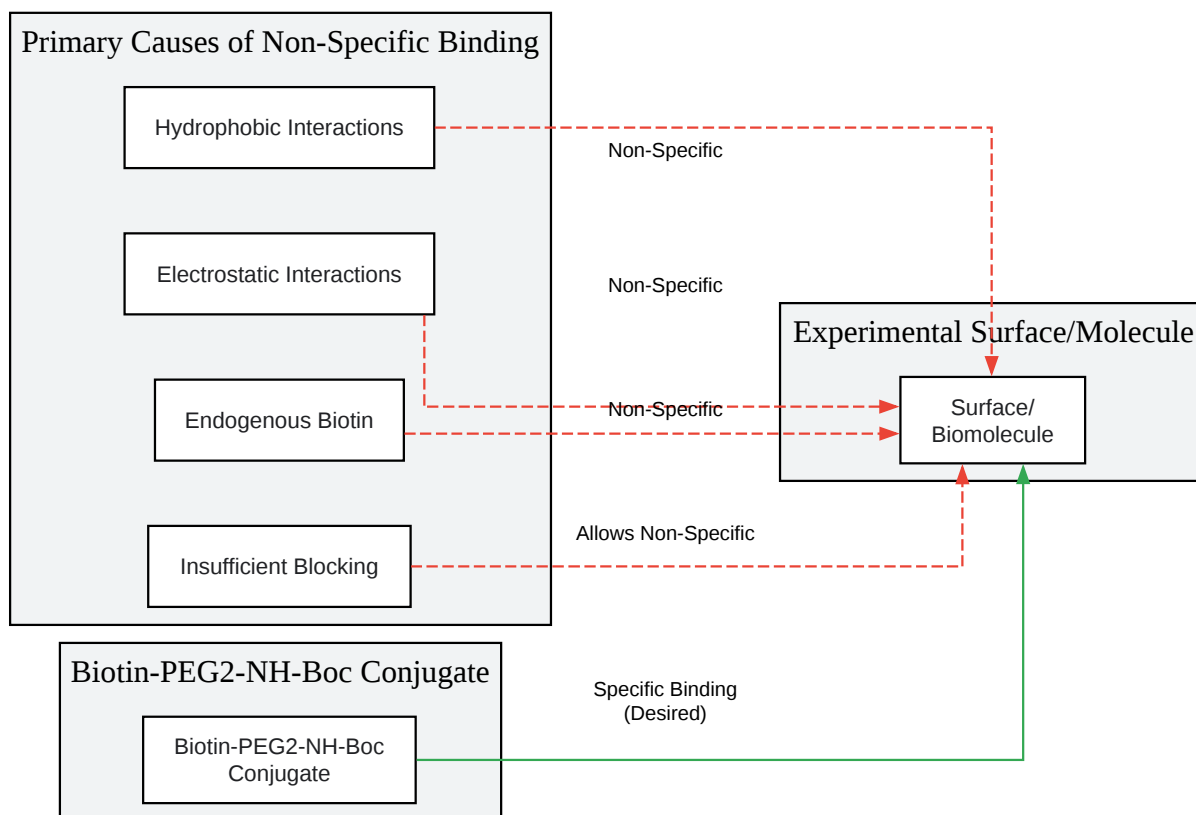 Primary Causes of Non-Specific Binding
Hydrophobic Interactions
Non-Specific
Electrostatic Interactions
Non-Specific
Experimental Surface/Molecule
Endogenous Biotin
Non-Specific
Surface/
Biomolecule
Insufficient Blocking
Allows Non-Specific
Biotin-PEG2-NH-Boc Conjugate
Biotin-PEG2-NH-Boc
Conjugate
Specific Binding
(Desired)